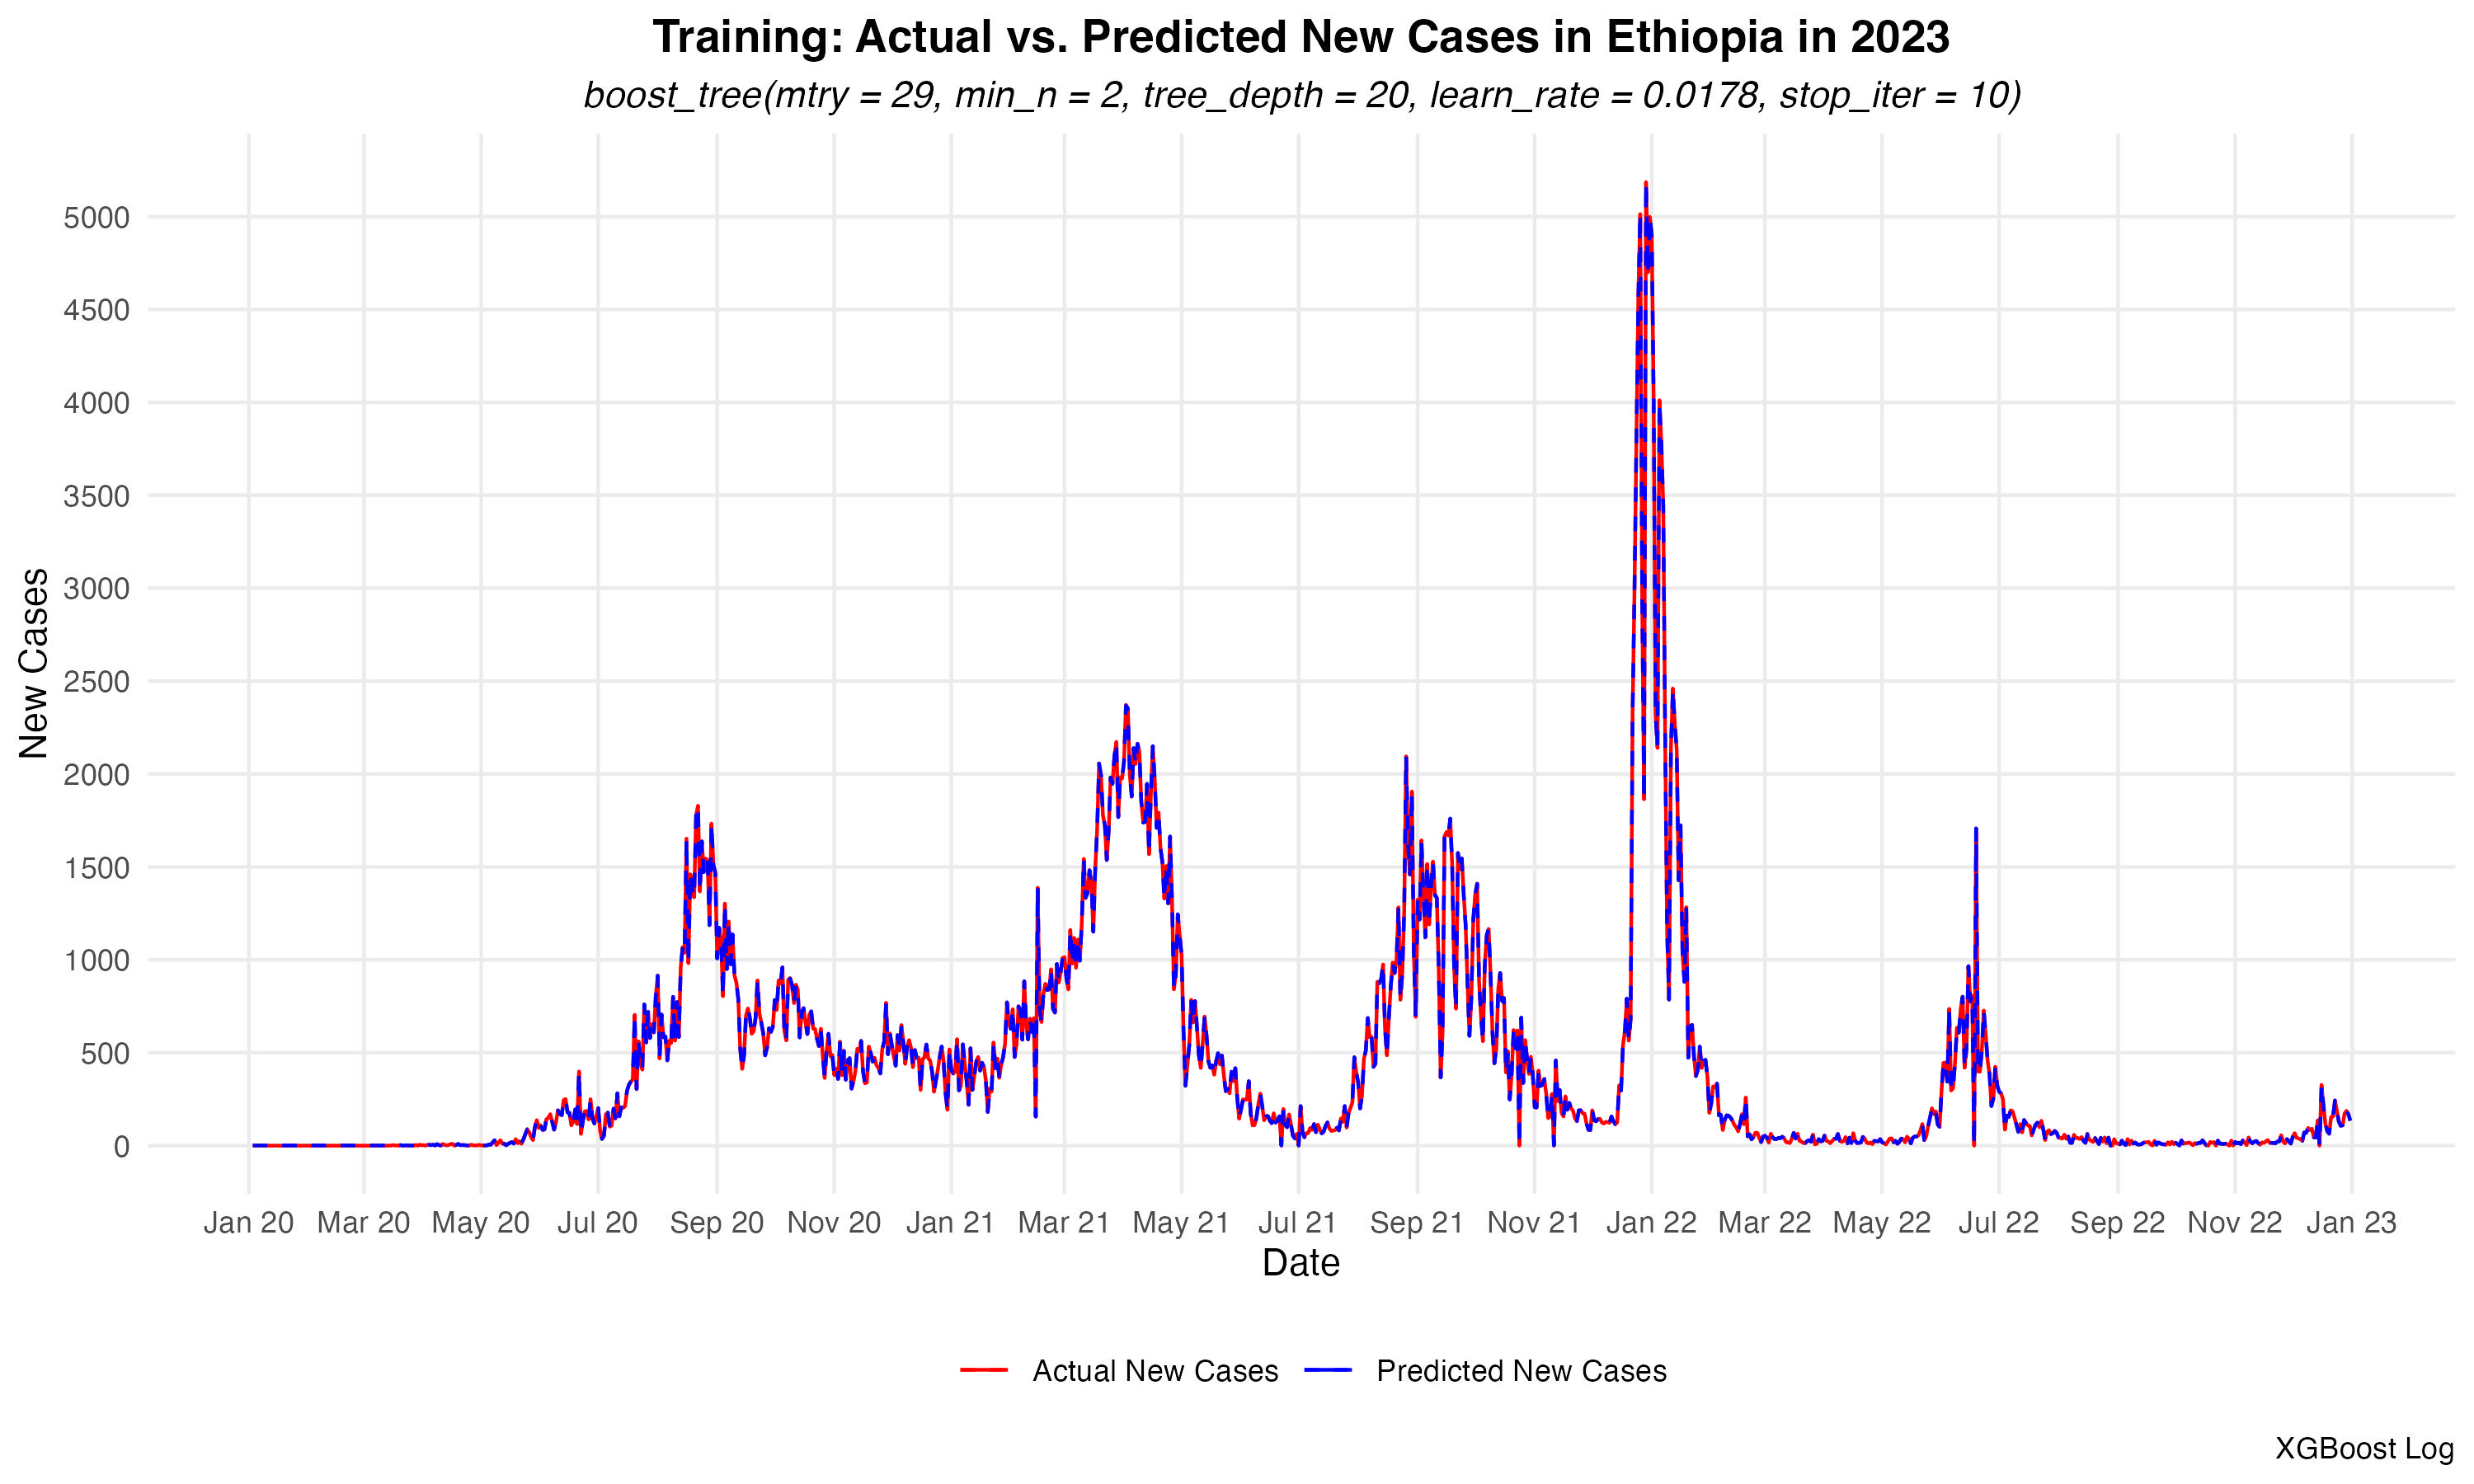 Training: Actual vs. Predicted New Cases in Ethiopia in 2023
boost_tree(mtry = 29, min_n = 2, tree_depth = 20, learn_rate = 0.0178, stop_iter = 10)
New Cases
5000
4500
4000
3500
3000
2500
2000
1500
1000
500
0
Jan 20 Mar 20 May 20 Jul 20 Sep 20 Nov 20 Jan 21 Mar 21 May 21 Jul 21 Sep 21 Nov 21 Jan 22 Mar 22 May 22 Jul 22 Sep 22 Nov 22 Jan 23
Date
Actual New Cases Predicted New Cases
XGBoost Log